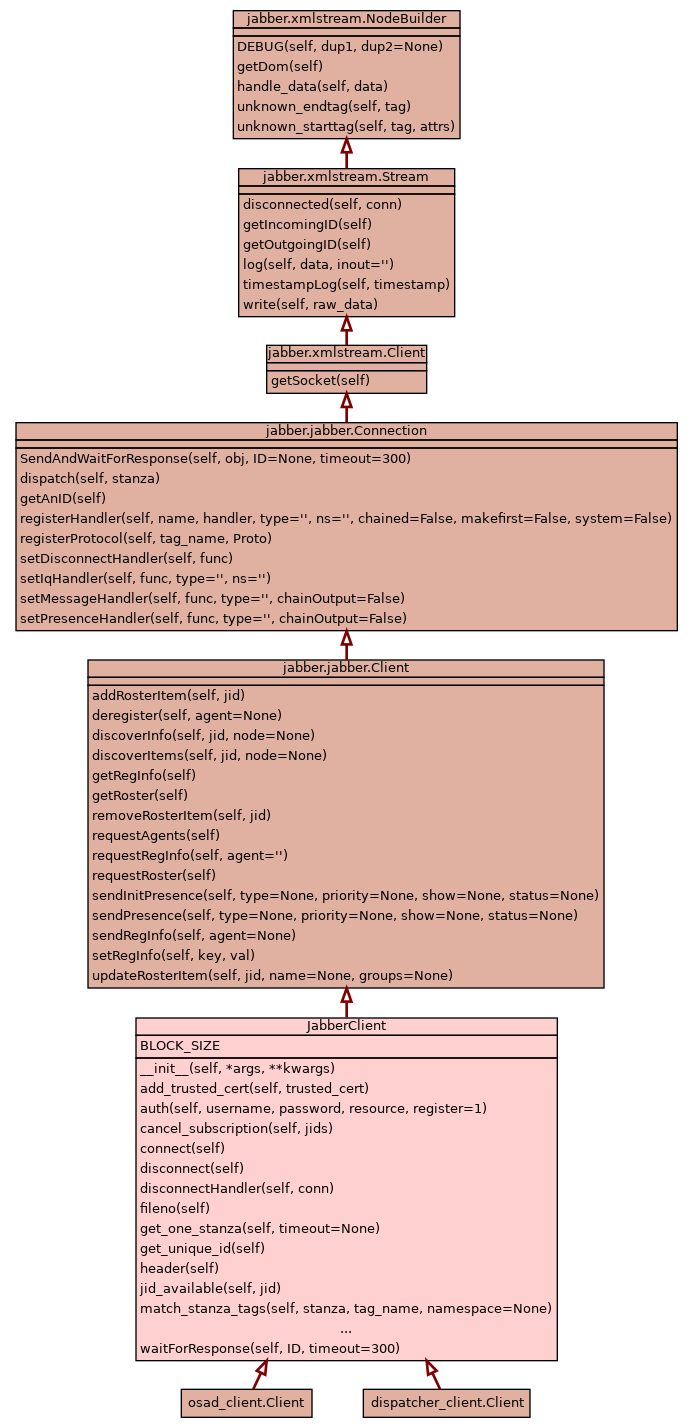 jabber.xmlstream.NodeBuilder
DEBUG(self, dup1, dup2=None)
getDom(self)
handle_data(self, data)
unknown_endtag(self, tag)
unknown_starttag(self, tag, attrs)
jabber.xmlstream.Stream
disconnected(self, conn)
getIncomingID(self)
getOutgoingID(self)
log(self, data, inout='')
timestampLog(self, timestamp)
write(self, raw_data)
jabber.xmlstream.Client
getSocket(self)
jabber.jabber.Connection
SendAndWaitForResponse(self, obj, ID=None, timeout=300)
dispatch(self, stanza)
getAnID(self)
registerHandler(self, name, handler, type='', ns='', chained=False, makefirst=False, system=False)
registerProtocol(self, tag_name, Proto)
setDisconnectHandler(self, func)
setIqHandler(self, func, type='', ns='')
setMessageHandler(self, func, type='', chainOutput=False)
setPresenceHandler(self, func, type='', chainOutput=False)
jabber.jabber.Client
addRosterItem(self, jid)
deregister(self, agent=None)
discoverInfo(self, jid, node=None)
discoverItems(self, jid, node=None)
getRegInfo(self)
getRoster(self)
removeRosterItem(self, jid)
requestAgents(self)
requestRegInfo(self, agent='')
requestRoster(self)
sendInitPresence(self, type=None, priority=None, show=None, status=None)
sendPresence(self, type=None, priority=None, show=None, status=None)
sendRegInfo(self, agent=None)
setRegInfo(self, key, val)
updateRosterItem(self, jid, name=None, groups=None)
JabberClient
BLOCK_SIZE
__init__(self, *args, **kwargs)
add_trusted_cert(self, trusted_cert)
auth(self, username, password, resource, register=1)
cancel_subscription(self, jids)
connect(self)
disconnect(self)
disconnectHandler(self, conn)
fileno(self)
get_one_stanza(self, timeout=None)
get_unique_id(self)
header(self)
jid_available(self, jid)
match_stanza_tags(self, stanza, tag_name, namespace=None)
...
waitForResponse(self, ID, timeout=300)
osad_client.Client
dispatcher_client.Client